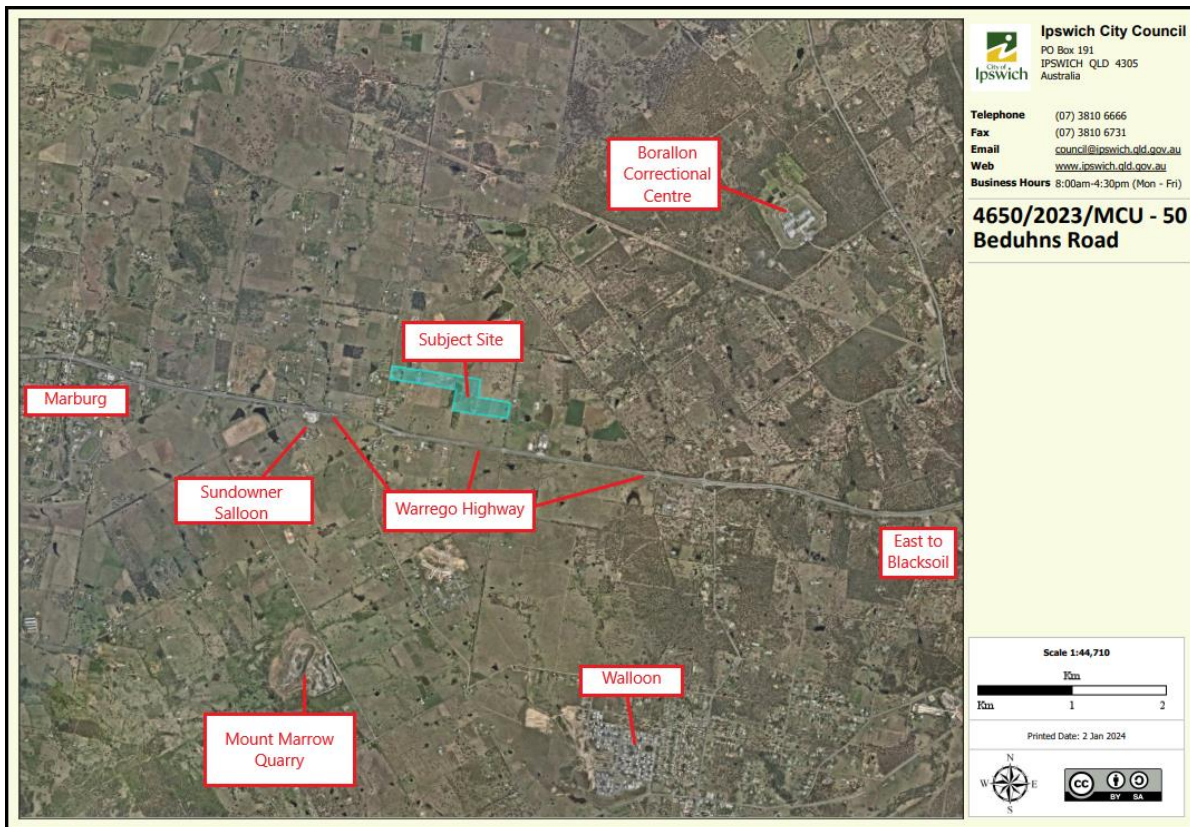 Borallon
Correctional
Centre
Subject Site
Marburg
Sundowner
Salloon
Warrego Highway
East to
Blacksoil
Mount Marrow
Quarry
Walloon
City of
Ipswich
Ipswich City Council
PO Box 191
IPSWICH QLD 4305
Australia
Telephone (07) 3810 6666
Fax (07) 3810 6731
Email council@ipswich.qld.gov.au
Web www.ipswich.qld.gov.au
Business Hours 8:00am-4:30pm (Mon - Fri)
4650/2023/MCU - 50
Beduhns Road
Scale 1:44,710
Km
Km 1 2
Printed Date: 2 Jan 2024
N
W E
S
CC
BY SA